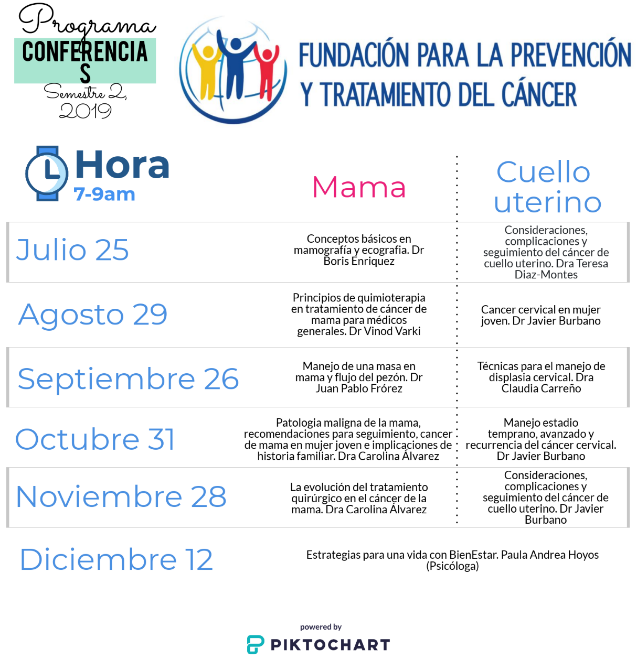 Programa
CONFERENCIA
S
Semestre 2,
2019
FUNDACIÓN PARA LA PREVENCIÓN
Y TRATAMIENTO DEL CÁNCER
Hora
7-9am
Mama
Cuello
uterino
Julio 25
Conceptos básicos en
mamografía y ecografia. Dr
Boris Enriquez
Consideraciones,
complicaciones y
seguimiento del cáncer de
cuello uterino. Dra Teresa
Diaz-Montes
Agosto 29
Principios de quimioterapia
en tratamiento de cáncer de
mama para médicos
generales. Dr Vinod Varki
Cancer cervical en mujer
joven. Dr Javier Burbano
Septiembre 26
Manejo de una masa en
mama y flujo del pezón. Dr
Juan Pablo Frórez
Técnicas para el manejo de
displasia cervical. Dra
Claudia Carreño
Octubre 31
Patologia maligna de la mama,
recomendaciones para seguimiento, cancer
de mama en mujer joven e implicaciones de
historia familiar. Dra Carolina Álvarez
Manejo estadio
temprano, avanzado y
recurrencia del cáncer cervical.
Dr Javier Burbano
Noviembre 28
La evolución del tratamiento
quirúrgico en el cáncer de la
mama. Dra Carolina Álvarez
Consideraciones,
complicaciones y
seguimiento del cáncer de
cuello uterino. Dr Javier
Burbano
Diciembre 12
Estrategias para una vida con BienEstar. Paula Andrea Hoyos
(Psicóloga)
powered by
PIKTOCHART